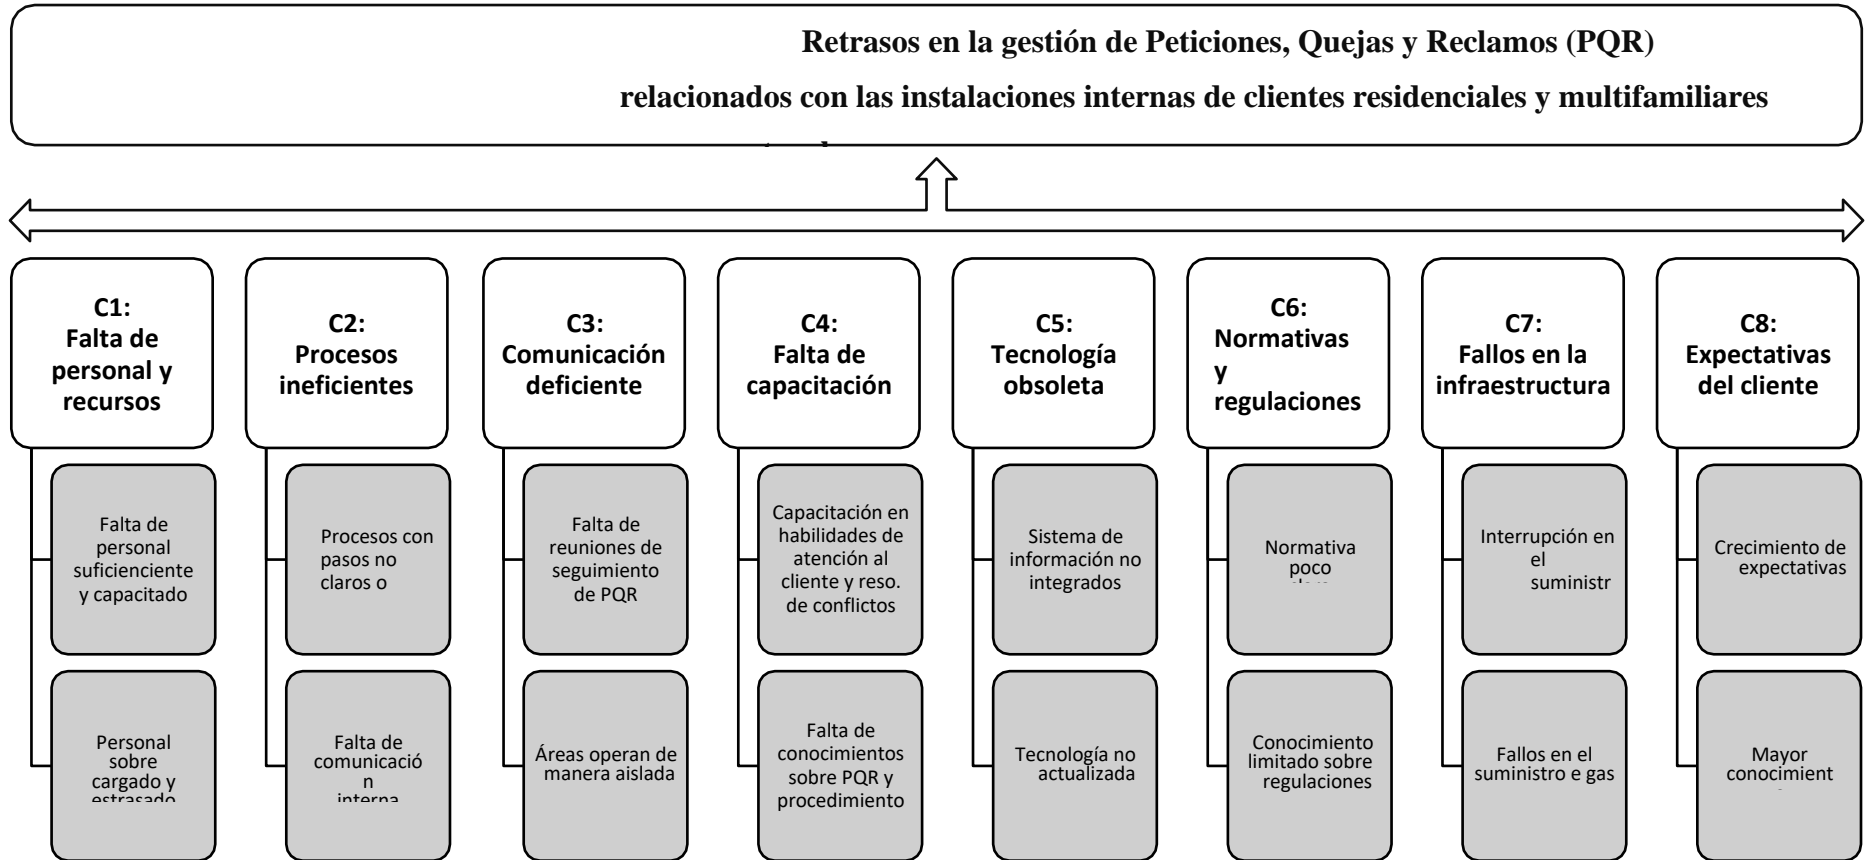 Retrasos en la gestión de Peticiones, Quejas y Reclamos (PQR)
relacionados con las instalaciones internas de clientes residenciales y multifamiliares
C1:
Falta de
personal y
recursos
C2:
Procesos
ineficientes
C3:
Comunicación
deficiente
C4:
Falta de
capacitación
C5:
Tecnología
obsoleta
C6:
Normativas
y
regulaciones
C7:
Fallos en la
infraestructura
C8:
Expectativas
del cliente
Falta de
personal
suficienciente
y capacitado
Procesos con
pasos no
claros o
Falta de
reuniones de
seguimiento
de PQR
Capacitación en
habilidades de
atención al
cliente y reso.
de conflictos
Sistema de
información no
integrados
Normativa
poco
Interrupción en
el
suministr
Crecimiento de
expectativas
Personal
sobre
cargado y
estrasado
Falta de
comunicació
n
interna
Áreas operan de
manera aislada
Falta de
conocimientos
sobre PQR y
procedimiento
Tecnología no
actualizada
Conocimiento
limitado sobre
regulaciones
Fallos en el
suministro e gas
Mayor
conocimient